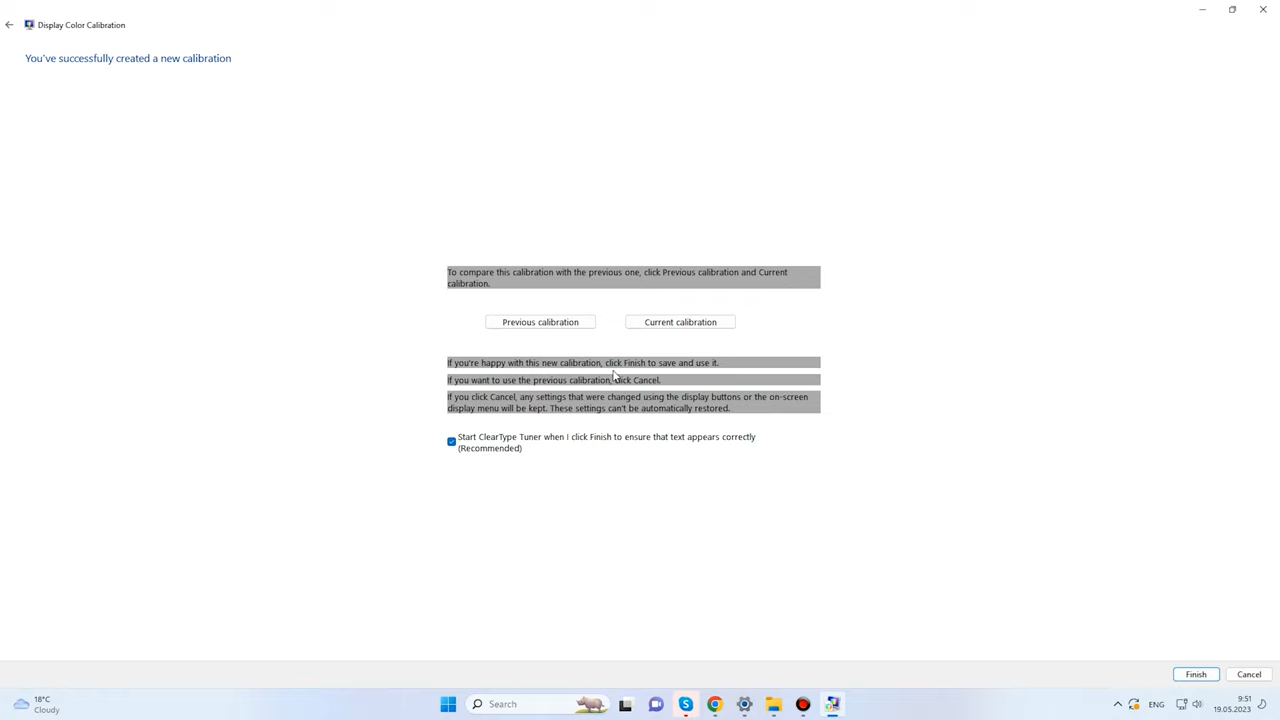 Display Color Calibration
You've successfully created a new calibration
To compare this calibration with the previous one, click Previous calibration and Current
calibration.
Previous calibration
Current calibration
If you're happy with this new calibration, click Finish to save and use it.
If you want to use the previous calibration, click Cancel.
If you click Cancel, any settings that were changed using the display buttons or the on-screen
display menu will be kept. These settings can't be automatically restored.
Start ClearType Tuner when I click Finish to ensure that text appears correctly
(Recommended)
Finish
Cancel
18°C
Cloudy
Search
ENG
9:51
19.05.2023